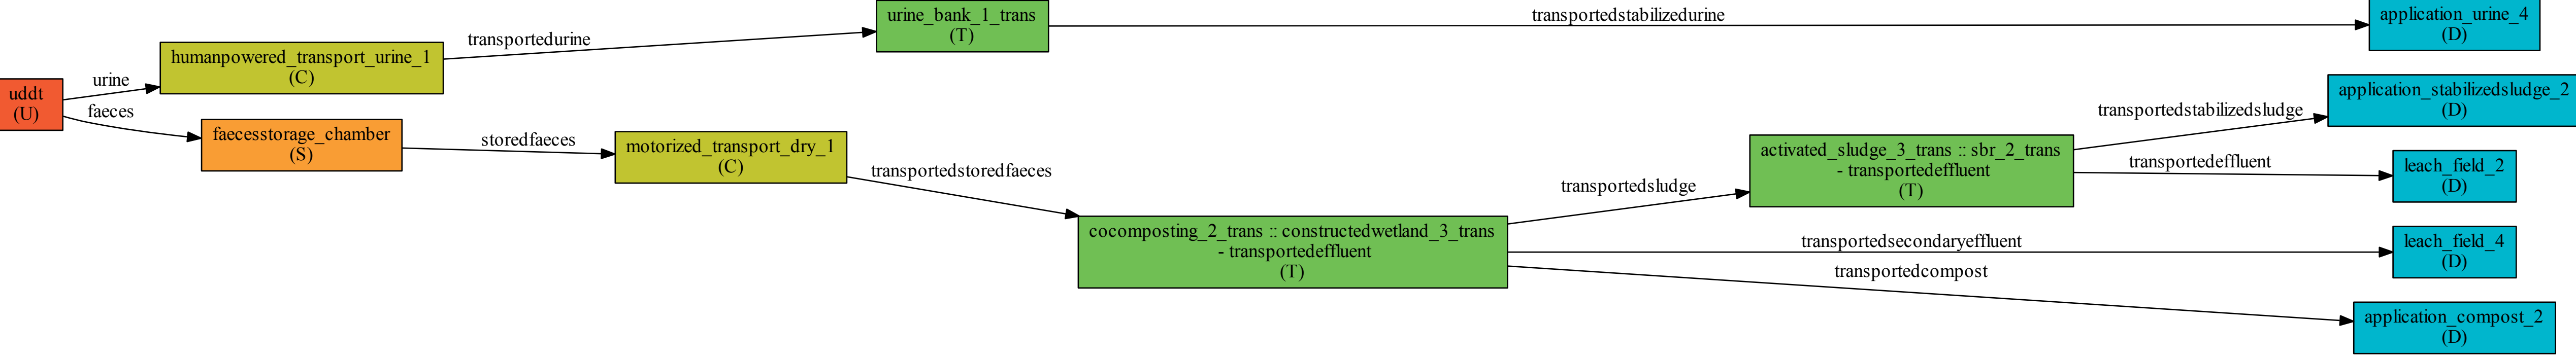 uddt
(U)
urine
faeces
humanpowered_transport_urine_1
(C)
faecesstorage_chamber
(S)
transportedurine
storedfaeces
motorized_transport_dry_1
(C)
urine_bank_1_trans
(T)
transportedstoredfaeces
cocomposting_2_trans :: constructedwetland_3_trans
- transportedeffluent
(T)
transportedstabilizedurine
transportedsludge
transportedsecondaryeffluent
transportedcompost
activated_sludge_3_trans :: sbr_2_trans
- transportedeffluent
(T)
transportedstabilizedsludge
transportedeffluent
application_urine_4
(D)
application_stabilizedsludge_2
(D)
leach_field_2
(D)
leach_field_4
(D)
application_compost_2
(D)